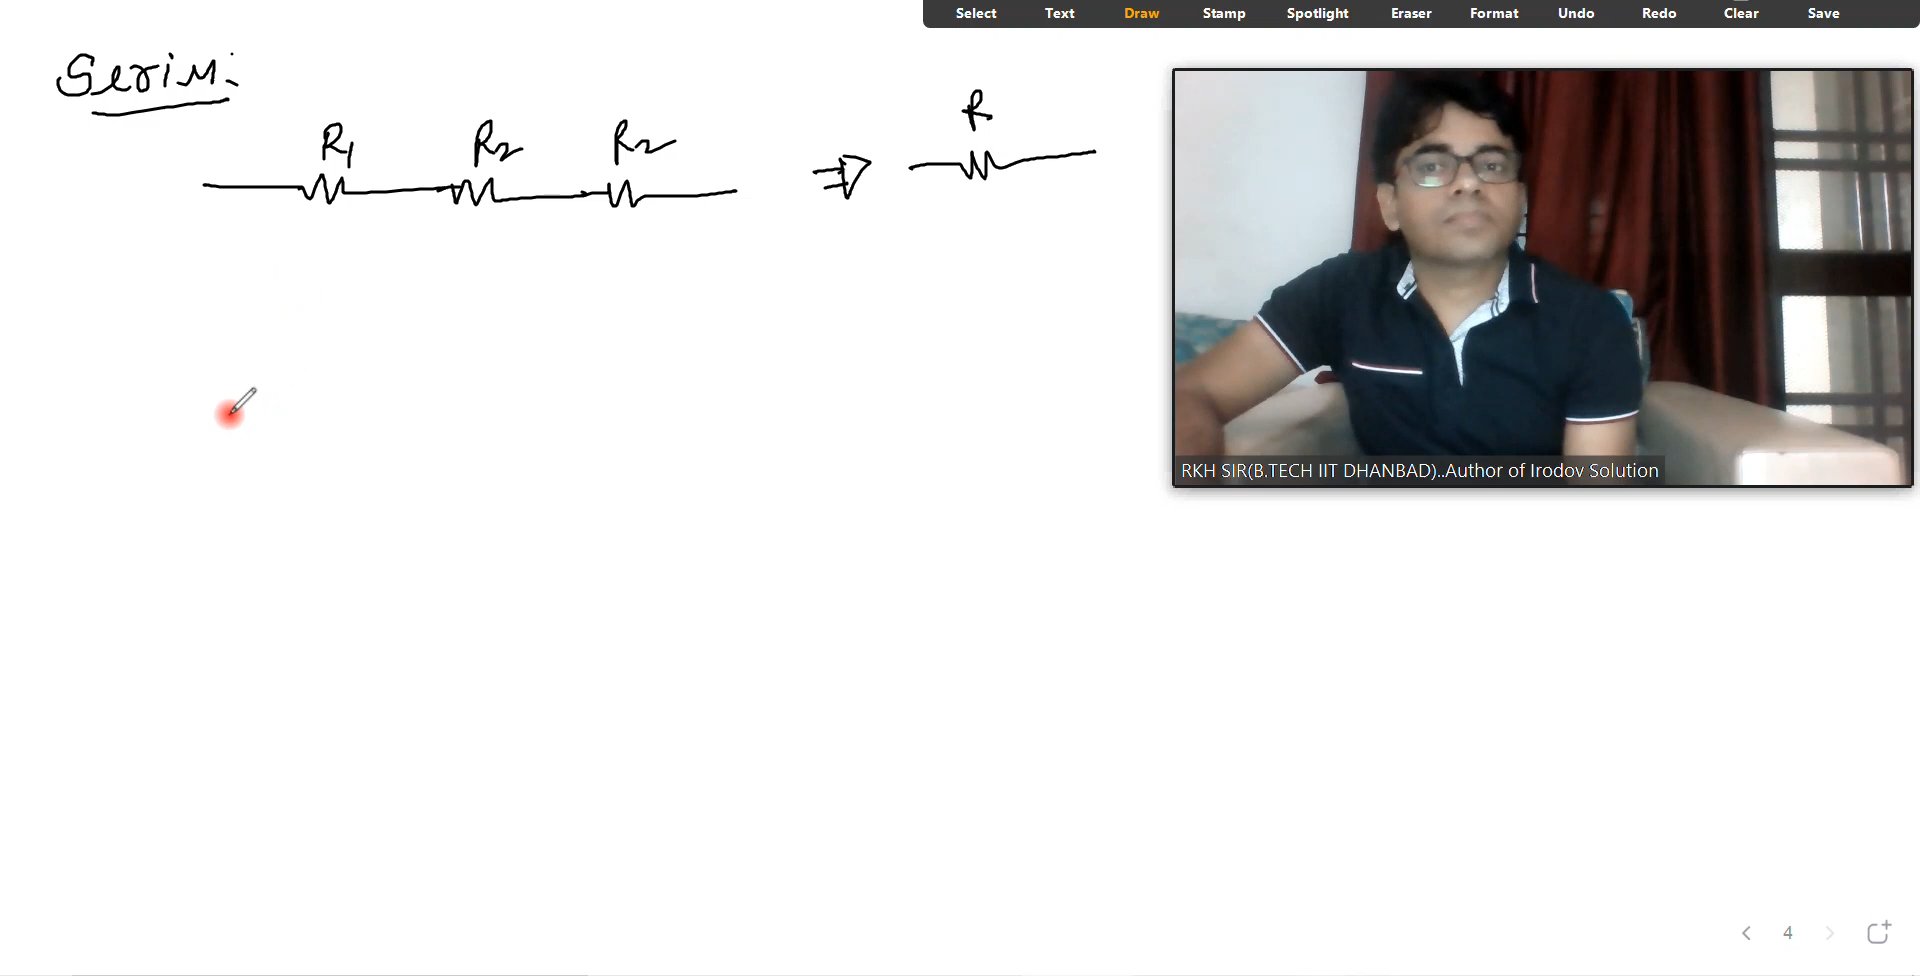 Select Text Draw Stamp Spotlight Eraser Format Undo Redo Clear Save
Series:
R1 R2 R2
R
RKH SIR(B.TECH IIT DHANBAD)..Author of Irodov Solution
4